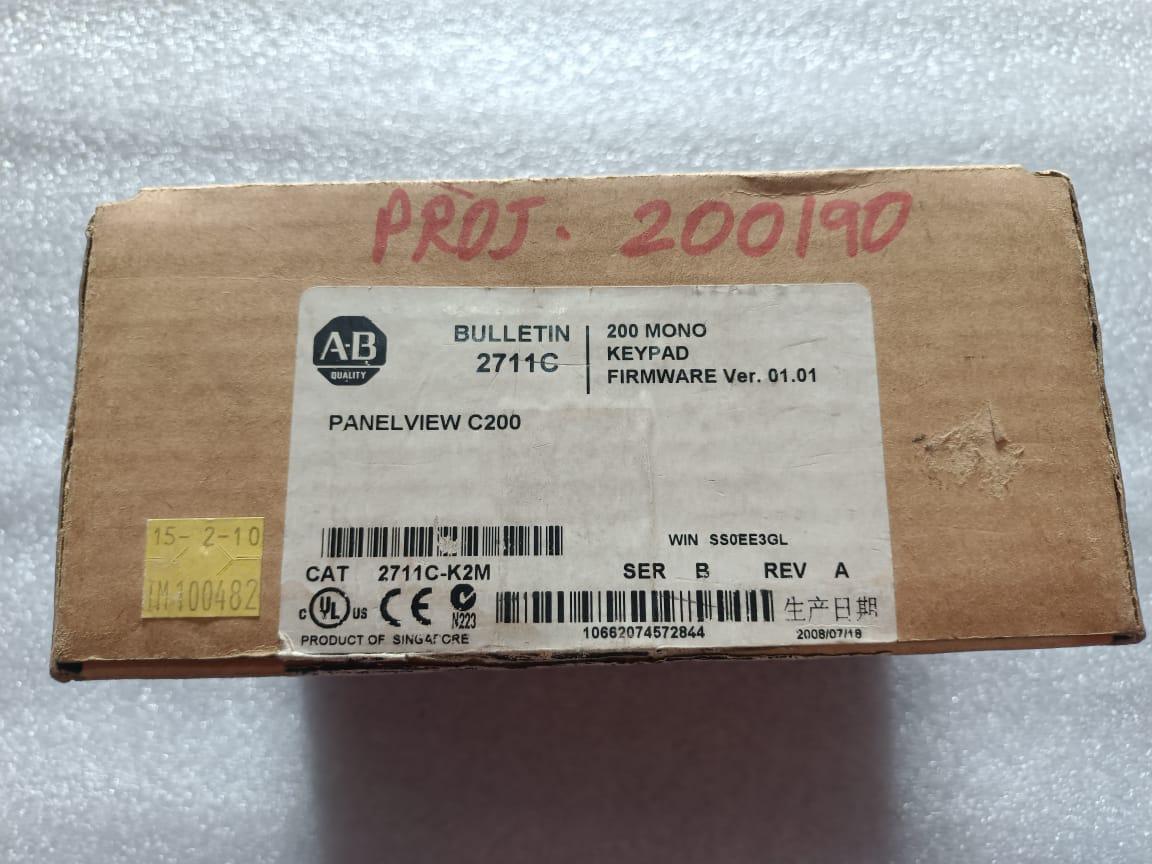 PROJ. 200190
A·B
QUALITY
BULLETIN
2711C
200 MONO
KEYPAD
FIRMWARE Ver. 01.01
PANELVIEW C200
WIN SS0EE3GL
CAT 2711C-K2M
SER B REV A
C UL US CE N223
生产日期
10662074572844
2008/07/18
PRODUCT OF SINGAPORE
15- 2-10
IM100482